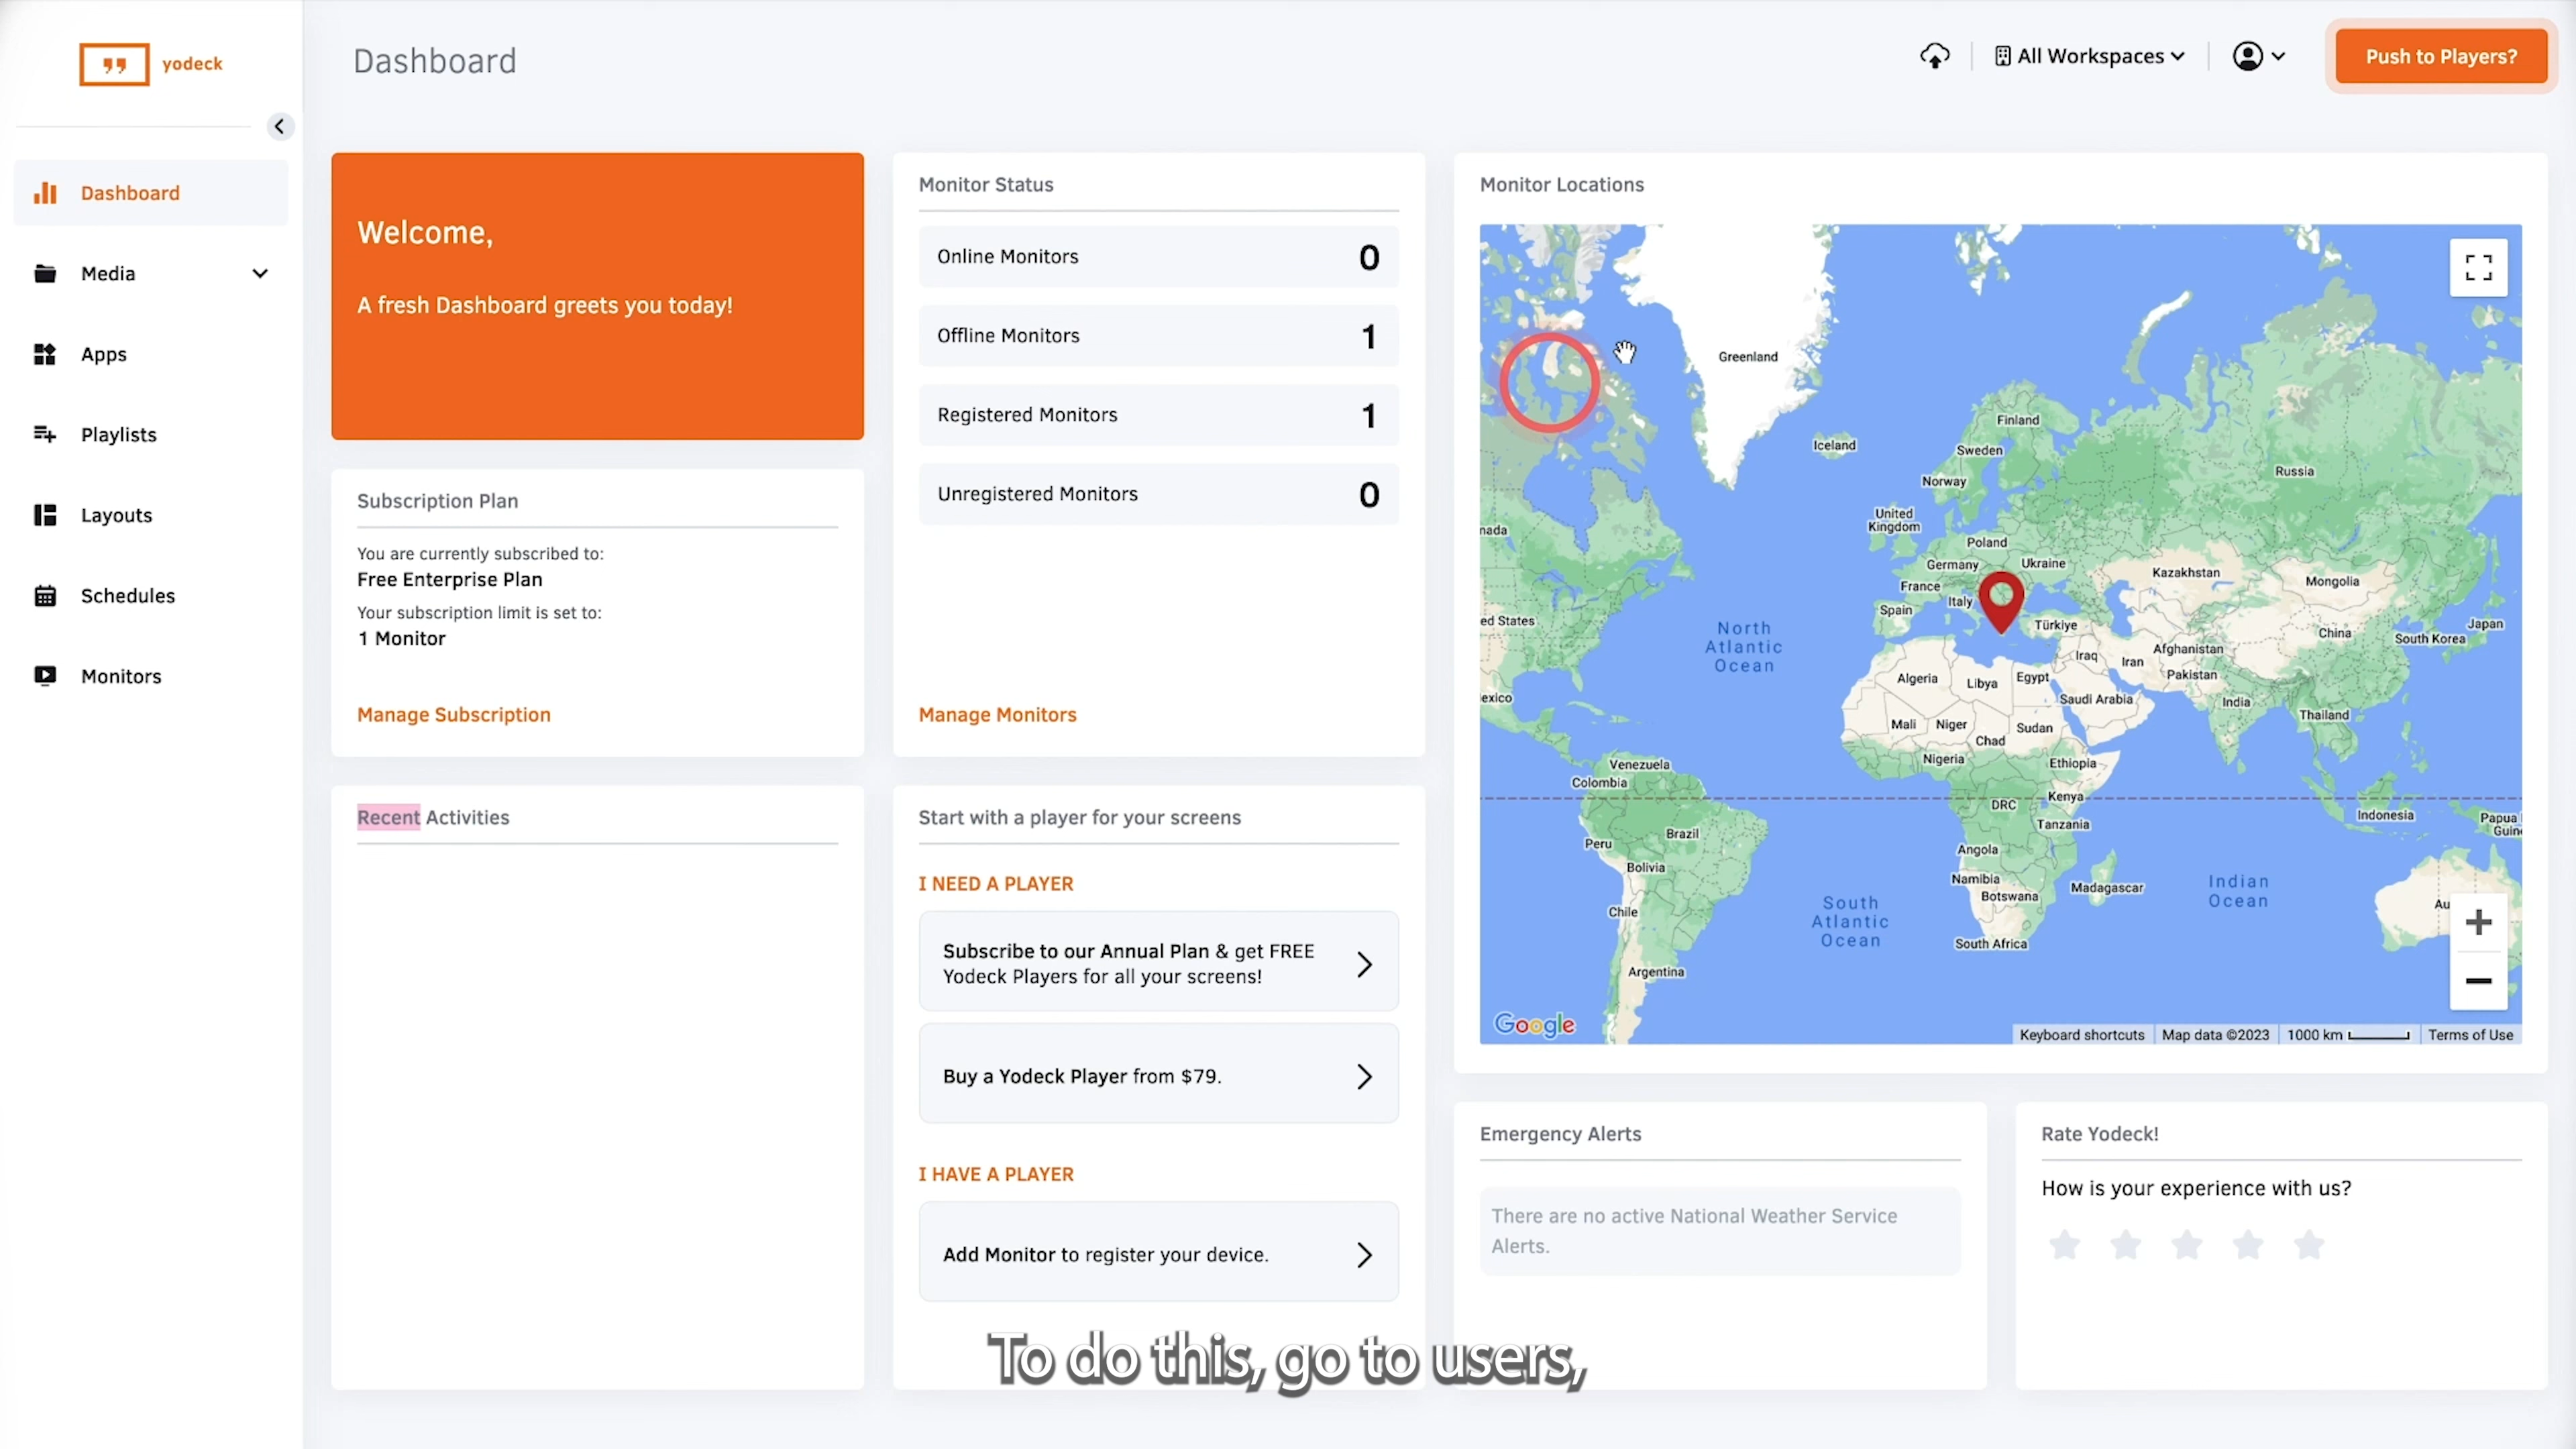 yodeck
Dashboard
All Workspaces
Push to Players?
Dashboard
Media
Apps
Playlists
Layouts
Schedules
Monitors
Welcome,
A fresh Dashboard greets you today!
Subscription Plan
You are currently subscribed to:
Free Enterprise Plan
Your subscription limit is set to:
1 Monitor
Manage Subscription
Recent Activities
Monitor Status
Online Monitors 0
Offline Monitors 1
Registered Monitors 1
Unregistered Monitors 0
Manage Monitors
Start with a player for your screens
I NEED A PLAYER
Subscribe to our Annual Plan & get FREE
Yodeck Players for all your screens!
Buy a Yodeck Player from $79.
I HAVE A PLAYER
Add Monitor to register your device.
Monitor Locations
Greenland
Finland
Iceland
Sweden
Russia
Norway
United
Kingdom
nada
Poland
Germany
Ukraine
Kazakhstan
Mongolia
France
Italy
Spain
ed States
North
Atlantic
Ocean
Türkiye
China
South Korea
Japan
Iraq
Iran
Afghanistan
Pakistan
Algeria
Libya
Egypt
Saudi Arabia
India
exico
Mali
Niger
Sudan
Chad
Thailand
Nigeria
Ethiopia
Venezuela
Colombia
DRC
Kenya
Tanzania
Indonesia
Papua
Guin
Brazil
Peru
Bolivia
Angola
Namibia
Botswana
Madagascar
Indian
Ocean
South
Atlantic
Ocean
Chile
Au
South Africa
Argentina
Google
Keyboard shortcuts
Map data ©2023
1000 km
Terms of Use
Emergency Alerts
There are no active National Weather Service
Alerts.
Rate Yodeck!
How is your experience with us?
To do this, go to users,